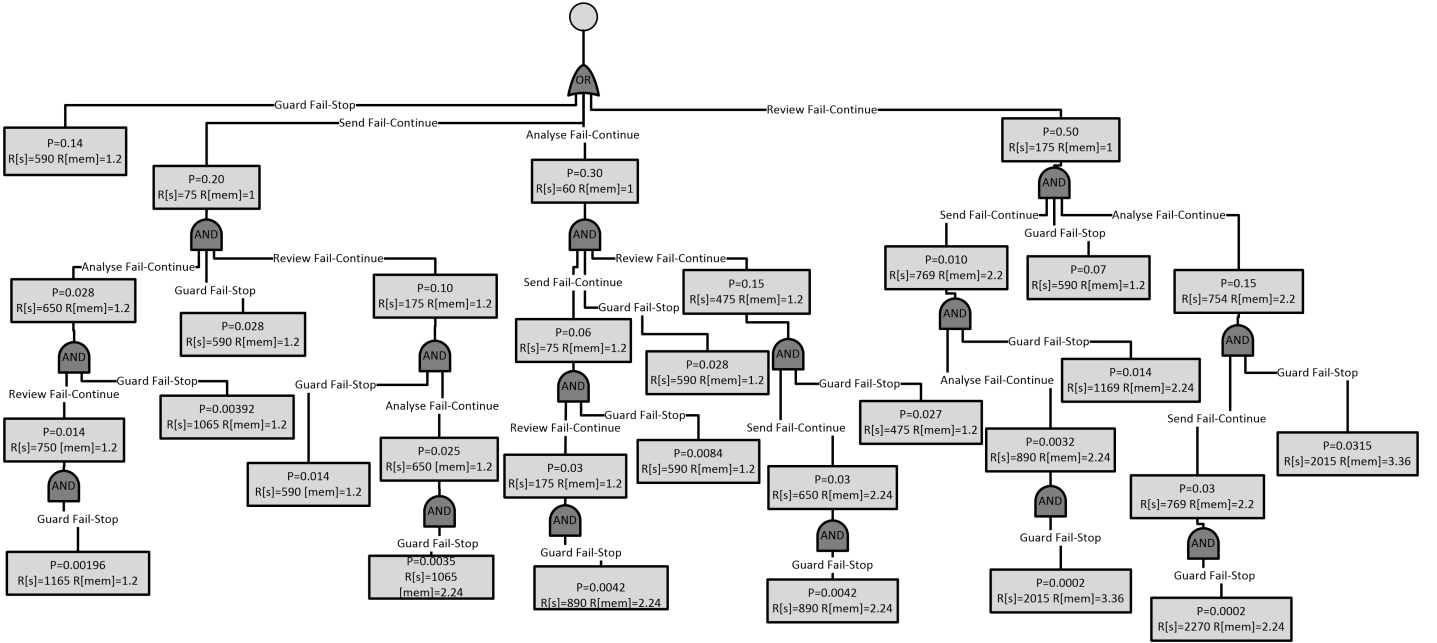 OR
Guard Fail-Stop
Review Fail-Continue
Send Fail-Continue
Analyse Fail-Continue
P=0.14
R[s]=590 R[mem]=1.2
P=0.20
R[s]=75 R[mem]=1
P=0.30
R[s]=60 R[mem]=1
P=0.50
R[s]=175 R[mem]=1
AND
AND
AND
Analyse Fail-Continue
Guard Fail-Stop
Review Fail-Continue
Send Fail-Continue
Guard Fail-Stop
Review Fail-Continue
Send Fail-Continue
Guard Fail-Stop
Analyse Fail-Continue
P=0.028
R[s]=650 R[mem]=1.2
P=0.028
R[s]=590 R[mem]=1.2
P=0.10
R[s]=175 R[mem]=1.2
P=0.06
R[s]=75 R[mem]=1.2
P=0.028
R[s]=590 R[mem]=1.2
P=0.15
R[s]=475 R[mem]=1.2
P=0.010
R[s]=769 R[mem]=2.2
P=0.07
R[s]=590 R[mem]=1.2
P=0.15
R[s]=754 R[mem]=2.2
AND
AND
AND
AND
AND
AND
Review Fail-Continue
Guard Fail-Stop
Guard Fail-Stop
Analyse Fail-Continue
Review Fail-Continue
Guard Fail-Stop
Send Fail-Continue
Guard Fail-Stop
Analyse Fail-Continue
Guard Fail-Stop
Send Fail-Continue
Guard Fail-Stop
P=0.014
R[s]=750 [mem]=1.2
P=0.00392
R[s]=1065 R[mem]=1.2
P=0.014
R[s]=590 [mem]=1.2
P=0.025
R[s]=650 [mem]=1.2
P=0.03
R[s]=175 R[mem]=1.2
P=0.0084
R[s]=590 R[mem]=1.2
P=0.03
R[s]=650 R[mem]=2.24
P=0.027
R[s]=475 R[mem]=1.2
P=0.0032
R[s]=890 R[mem]=2.24
P=0.014
R[s]=1169 R[mem]=2.24
P=0.03
R[s]=769 R[mem]=2.2
P=0.0315
R[s]=2015 R[mem]=3.36
AND
AND
AND
AND
AND
AND
Guard Fail-Stop
Guard Fail-Stop
Guard Fail-Stop
Guard Fail-Stop
Guard Fail-Stop
Guard Fail-Stop
P=0.00196
R[s]=1165 R[mem]=1.2
P=0.0035
R[s]=1065
[mem]=2.24
P=0.0042
R[s]=890 R[mem]=2.24
P=0.0042
R[s]=890 R[mem]=2.24
P=0.0002
R[s]=2015 R[mem]=3.36
P=0.0002
R[s]=2270 R[mem]=2.24